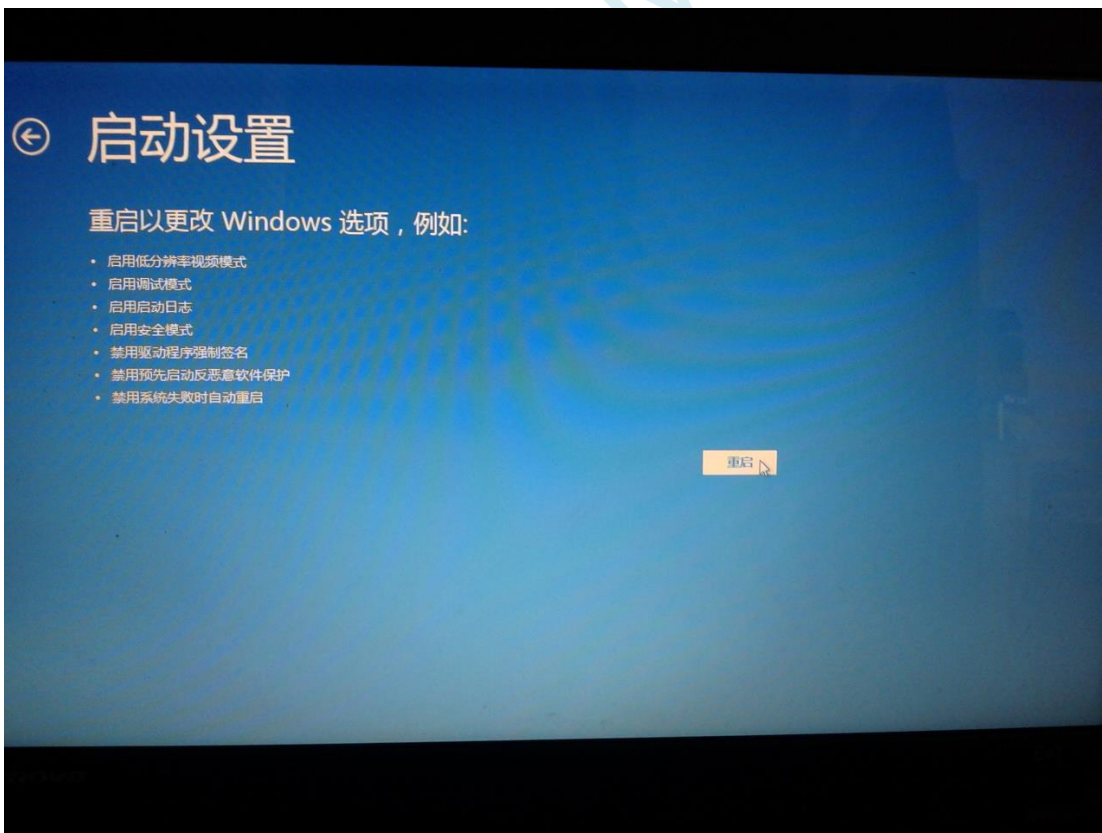 启动设置
重启以更改 Windows 选项，例如:
• 启用低分辨率视频模式
• 启用调试模式
• 启用启动日志
• 启用安全模式
• 禁用驱动程序强制签名
• 禁用预先启动反恶意软件保护
• 禁用系统失败时自动重启
重启